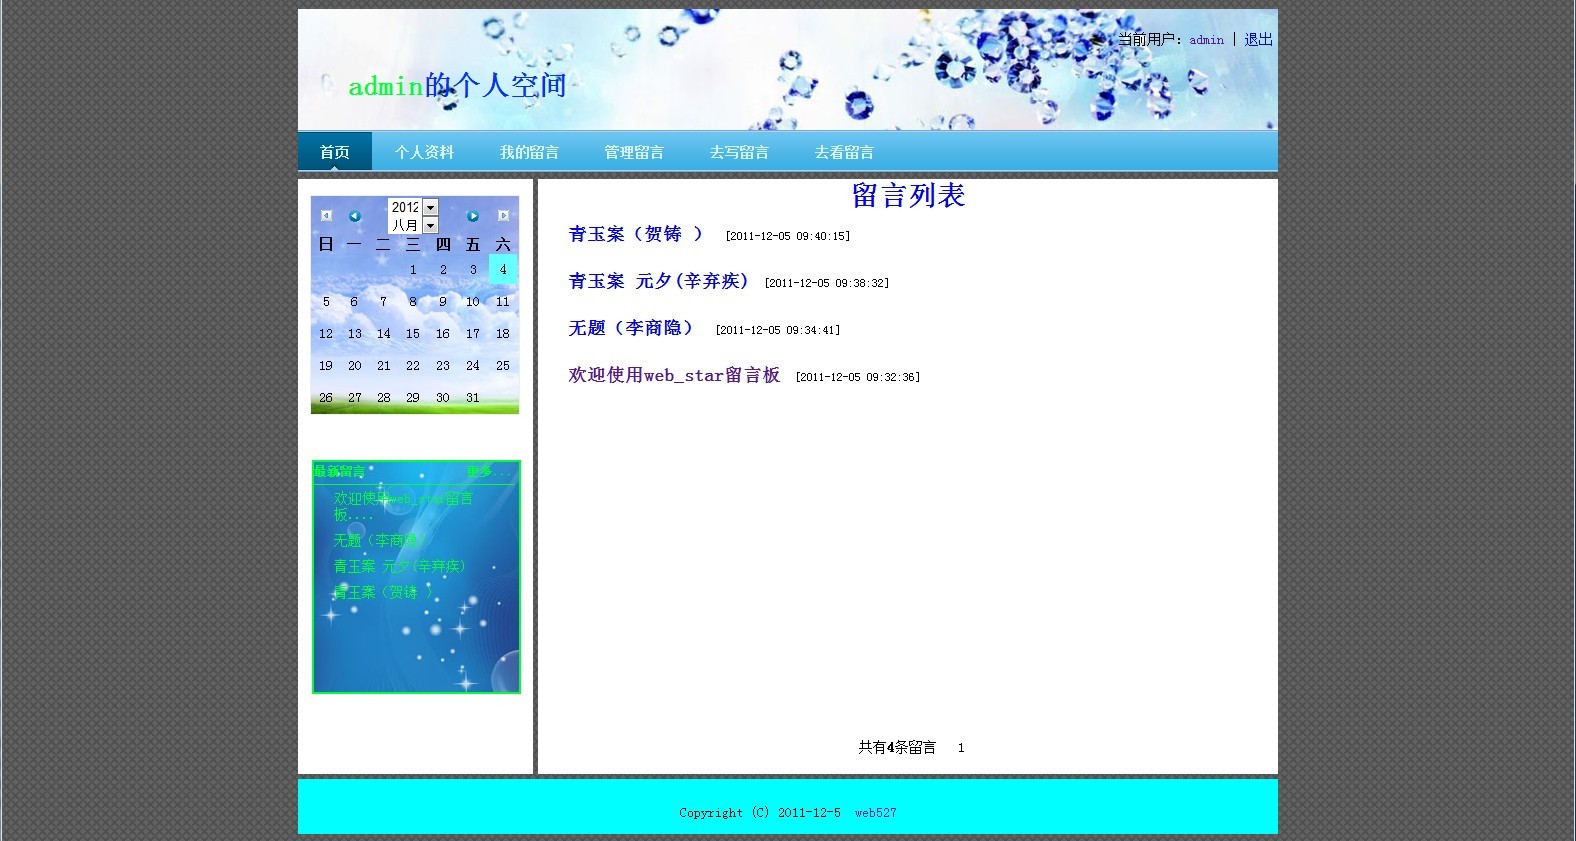 当前用户: admin | 退出
admin的个人空间
首页 个人资料 我的留言 管理留言 去写留言 去看留言
2012
八月
日 一 二 三 四 五 六
1 2 3 4
5 6 7 8 9 10 11
12 13 14 15 16 17 18
19 20 21 22 23 24 25
26 27 28 29 30 31
最新留言 更多...
欢迎使用web_star留言
板....
无题（李商隐）
青玉案 元夕(辛弃疾)
青玉案（贺铸 ）
留言列表
青玉案（贺铸 ） [2011-12-05 09:40:15]
青玉案 元夕(辛弃疾) [2011-12-05 09:38:32]
无题（李商隐） [2011-12-05 09:34:41]
欢迎使用web_star留言板 [2011-12-05 09:32:36]
共有4条留言 1
Copyright (C) 2011-12-5 web527